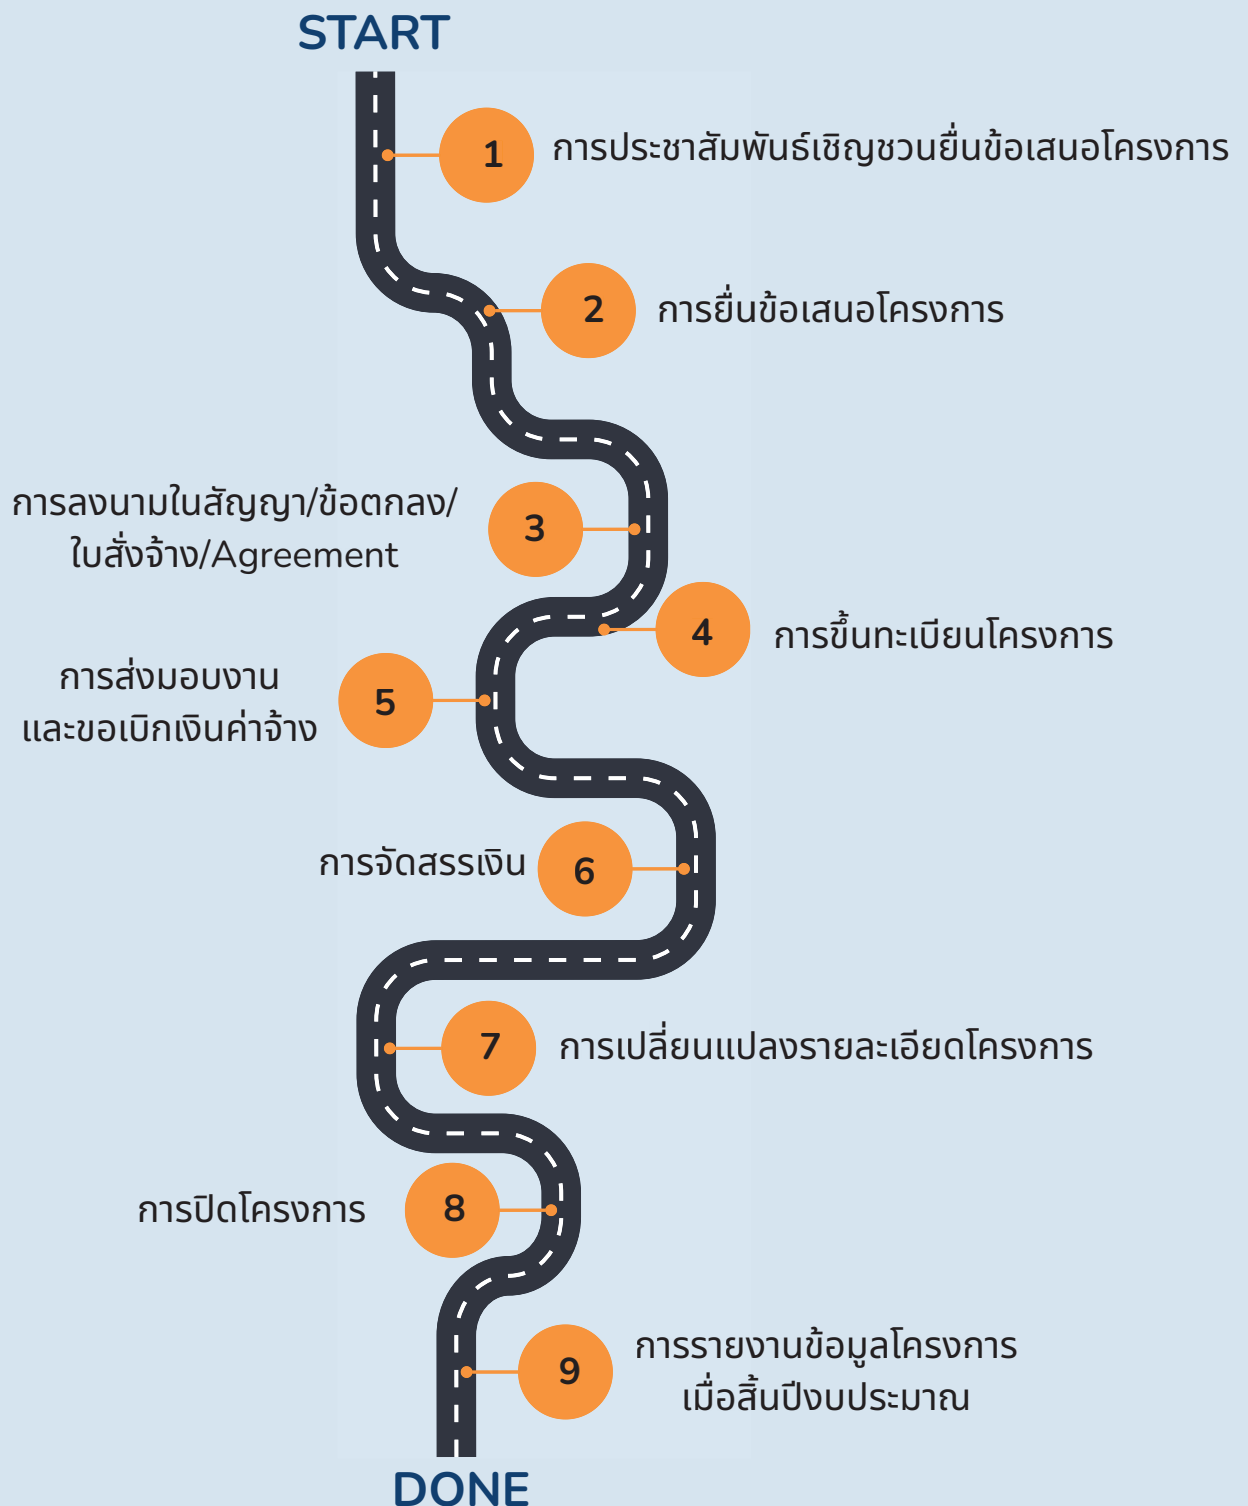 START
1
การประชาสัมพันธ์เชิญชวนยื่นข้อเสนอโครงการ
2
การยื่นข้อเสนอโครงการ
การลงนามในสัญญา/ข้อตกลง/
ใบสั่งจ้าง/Agreement
3
4
การขึ้นทะเบียนโครงการ
การส่งมอบงาน
และขอเบิกเงินค่าจ้าง
5
การจัดสรรเงิน
6
7
การเปลี่ยนแปลงรายละเอียดโครงการ
การปิดโครงการ
8
9
การรายงานข้อมูลโครงการ
เมื่อสิ้นปีงบประมาณ
DONE